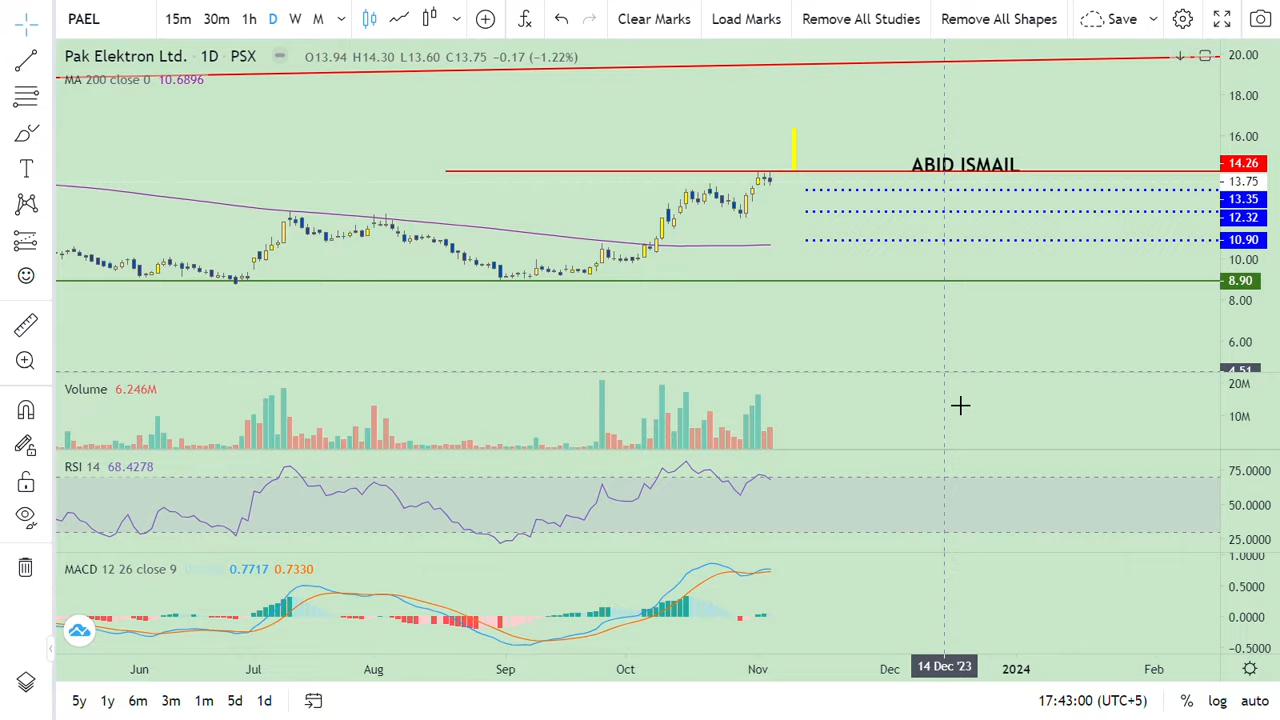 PAEL 15m 30m 1h D W M Clear Marks Load Marks Remove All Studies Remove All Shapes Save
Pak Elektron Ltd. · 1D · PSX O13.94 H14.30 L13.60 C13.75 −0.17 (−1.22%)
MA 200 close 0 10.6896
20.00
18.00
16.00
ABID ISMAIL
14.26
13.75
13.35
12.32
10.90
10.00
8.90
8.00
6.00
4.51
Volume 6.246M
20M
10M
RSI 14 68.4278
75.0000
50.0000
25.0000
MACD 12 26 close 9 0.7717 0.7330
1.0000
0.5000
0.0000
-0.5000
Jun Jul Aug Sep Oct Nov Dec 14 Dec '23 2024 Feb
5y 1y 6m 3m 1m 5d 1d 17:43:00 (UTC+5) % log auto